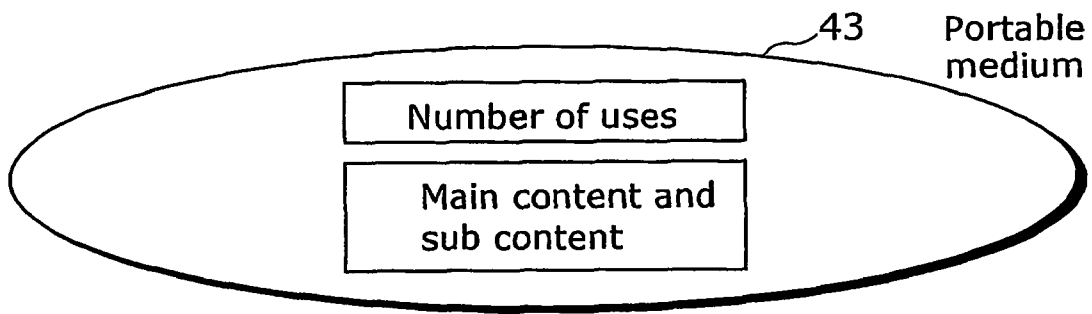 43
Portable
medium
Number of uses
Main content and
sub content